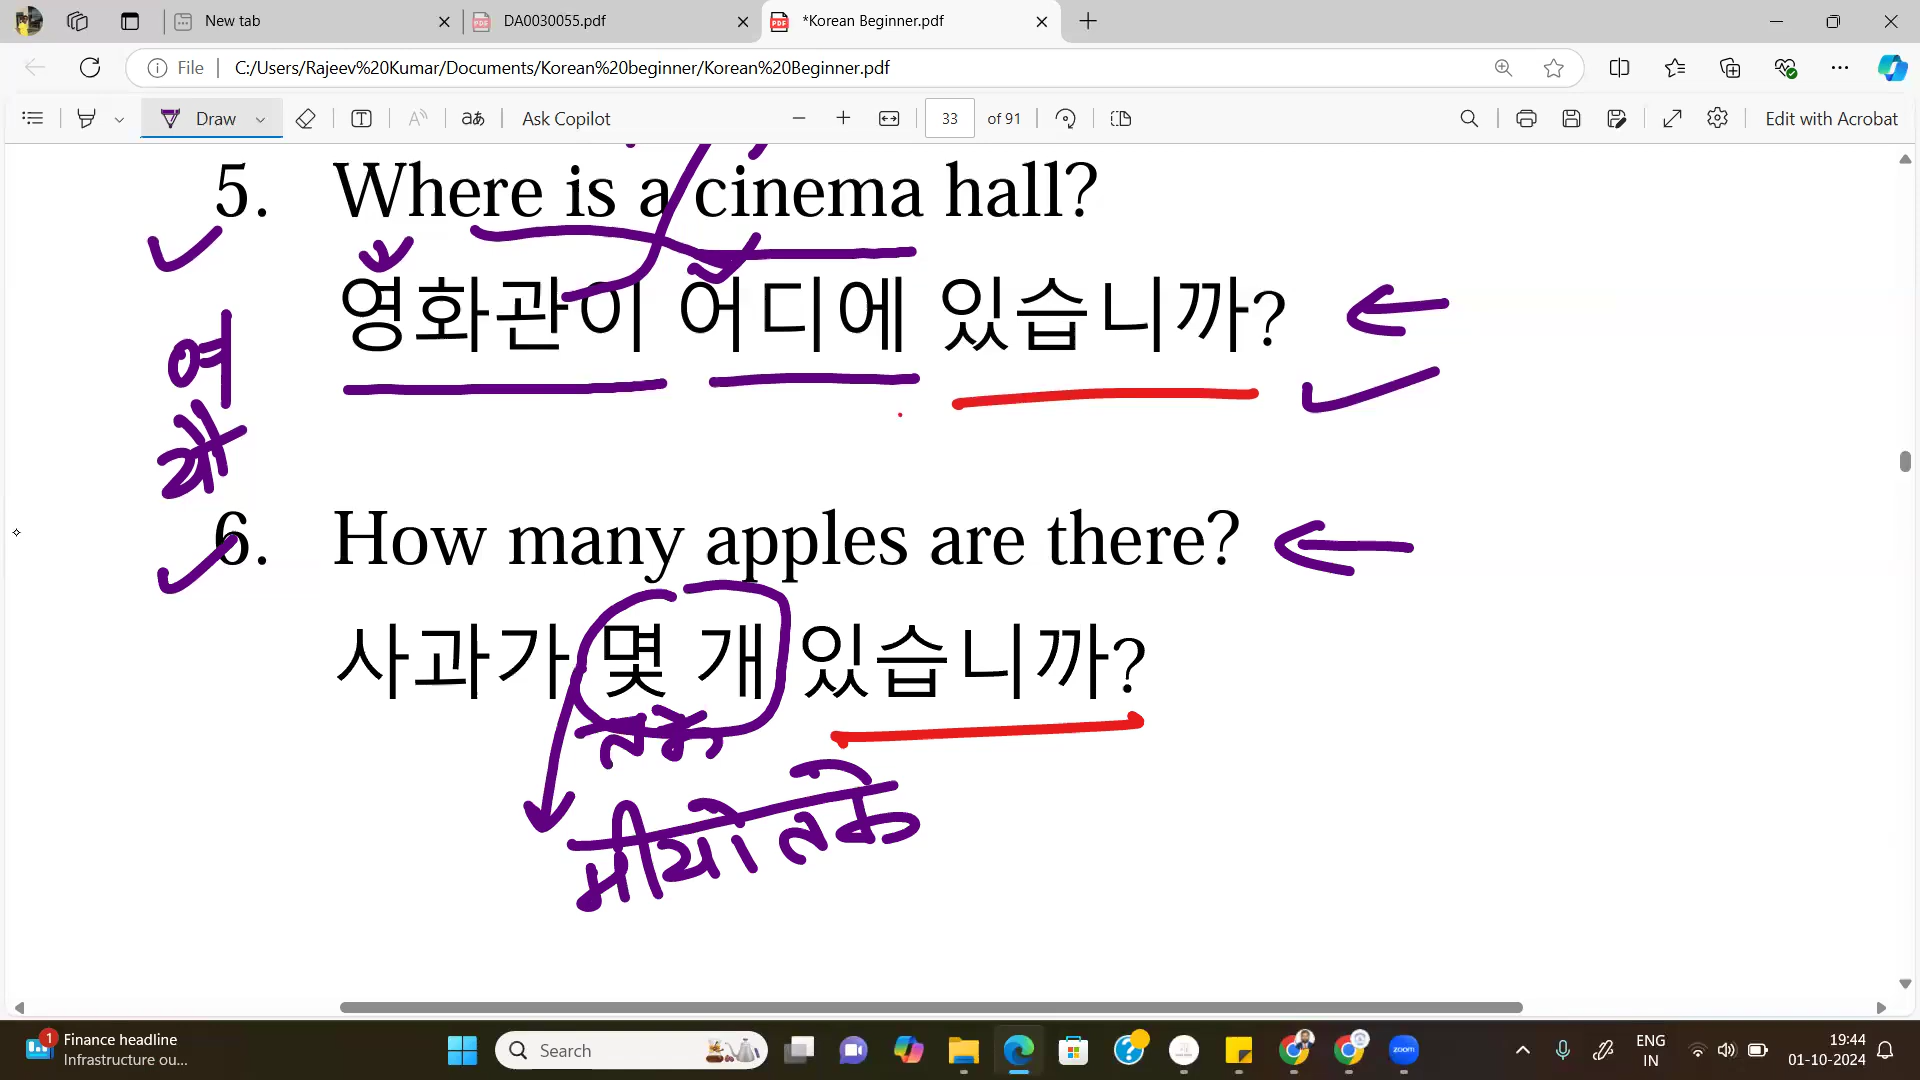 New tab
DA0030055.pdf
*Korean Beginner.pdf
File
C:/Users/Rajeev%20Kumar/Documents/Korean%20beginner/Korean%20Beginner.pdf
Draw
Ask Copilot
33 of 91
Edit with Acrobat
5. Where is a cinema hall?
영화관이 어디에 있습니까?
여
6. How many apples are there?
사과가 몇 개 있습니까?
Finance headline
Infrastructure ou...
1
Search
zoom
ENG
IN
19:44
01-10-2024